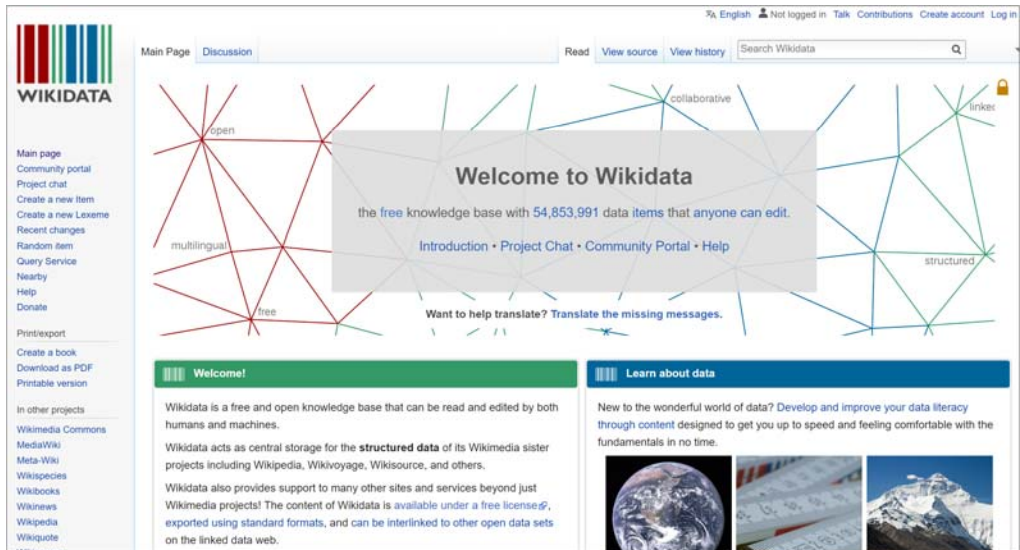 English Not logged in Talk Contributions Create account Log in
WIKIDATA
Main Page Discussion
Read View source View history Search Wikidata
Main page
Community portal
Project chat
Create a new Item
Create a new Lexeme
Recent changes
Random item
Query Service
Nearby
Help
Donate
Print/export
Create a book
Download as PDF
Printable version
In other projects
Wikimedia Commons
MediaWiki
Meta-Wiki
Wikispecies
Wikibooks
Wikinews
Wikipedia
Wikiquote
open
collaborative
linked
multilingual
structured
free
Welcome to Wikidata
the free knowledge base with 54,853,991 data items that anyone can edit.
Introduction • Project Chat • Community Portal • Help
Want to help translate? Translate the missing messages.
Welcome!
Wikidata is a free and open knowledge base that can be read and edited by both
humans and machines.
Wikidata acts as central storage for the structured data of its Wikimedia sister
projects including Wikipedia, Wikivoyage, Wikisource, and others.
Wikidata also provides support to many other sites and services beyond just
Wikimedia projects! The content of Wikidata is available under a free license,
exported using standard formats, and can be interlinked to other open data sets
on the linked data web.
Learn about data
New to the wonderful world of data? Develop and improve your data literacy
through content designed to get you up to speed and feeling comfortable with the
fundamentals in no time.